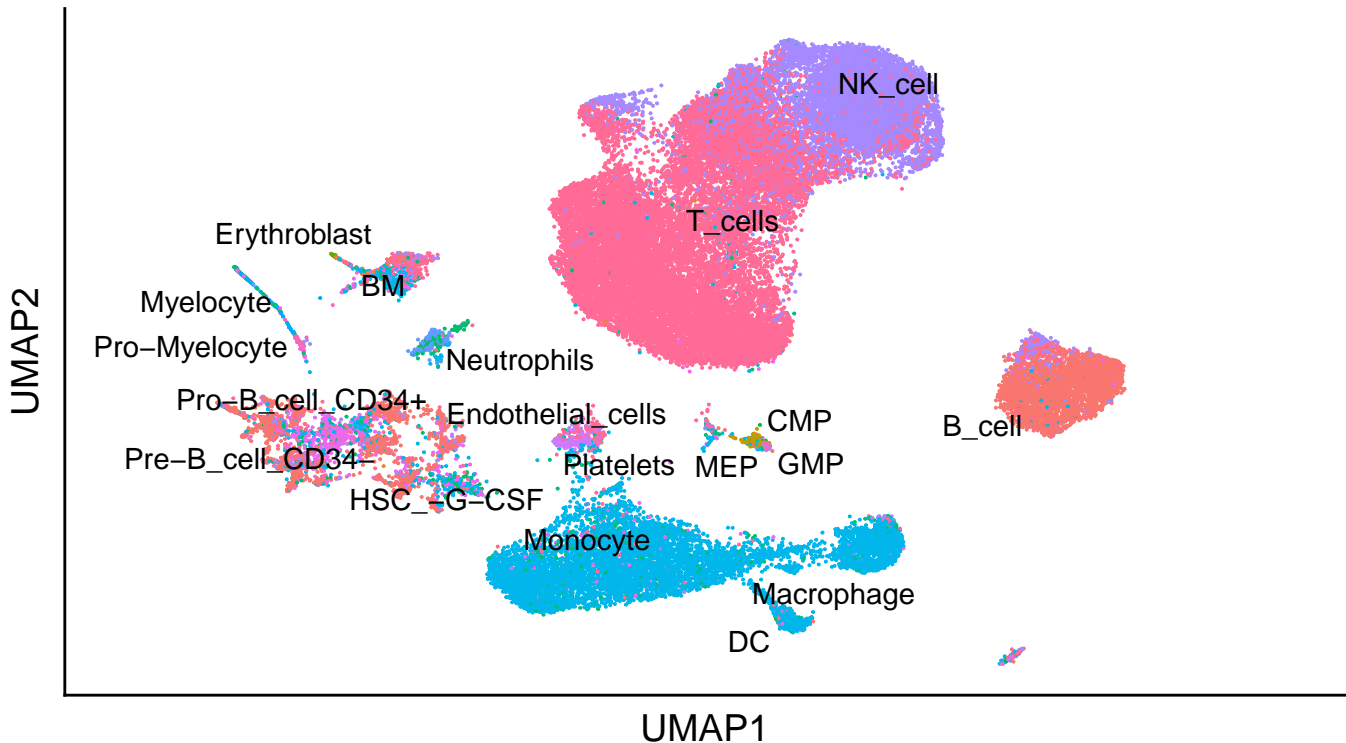 NK_cell
T_cells
Erythroblast
BM
Myelocyte
Pro−Myelocyte
Neutrophils
Pro−B_cell_CD34+
Endothelial_cells
CMP
B_cell
Pre−B_cell_CD34−
Platelets
MEP
GMP
HSC_−G−CSF
Monocyte
Macrophage
DC
UMAP2
UMAP1